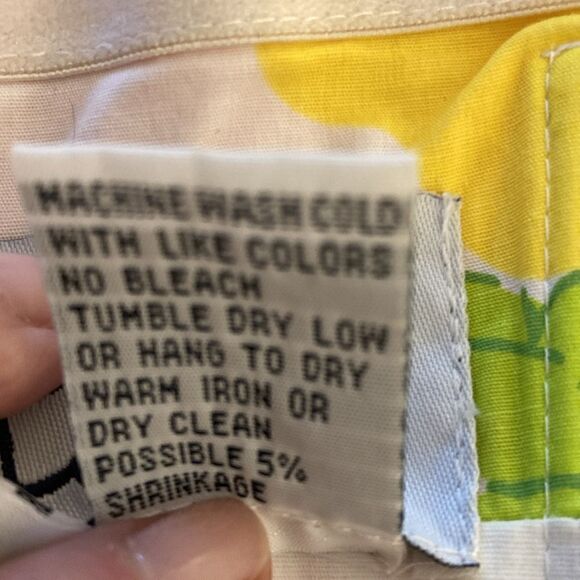 MACHINE WASH COLD
WITH LIKE COLORS
NO BLEACH
TUMBLE DRY LOW
OR HANG TO DRY
WARM IRON OR
DRY CLEAN
POSSIBLE 5%
SHRINKAGE